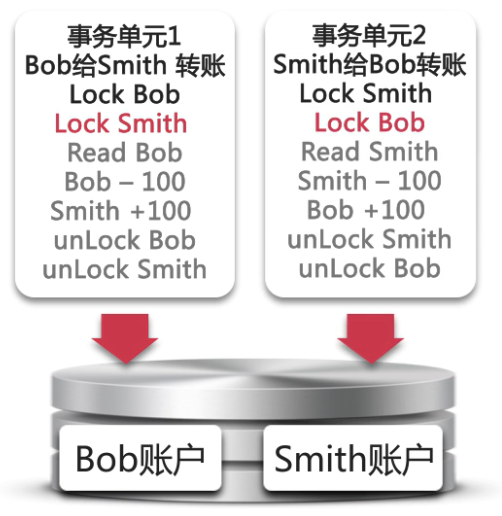 事务单元1
Bob给Smith 转账
Lock Bob
Lock Smith
Read Bob
Bob – 100
Smith +100
unLock Bob
unLock Smith
事务单元2
Smith给Bob转账
Lock Smith
Lock Bob
Read Smith
Smith – 100
Bob +100
unLock Smith
unLock Bob
Bob账户
Smith账户